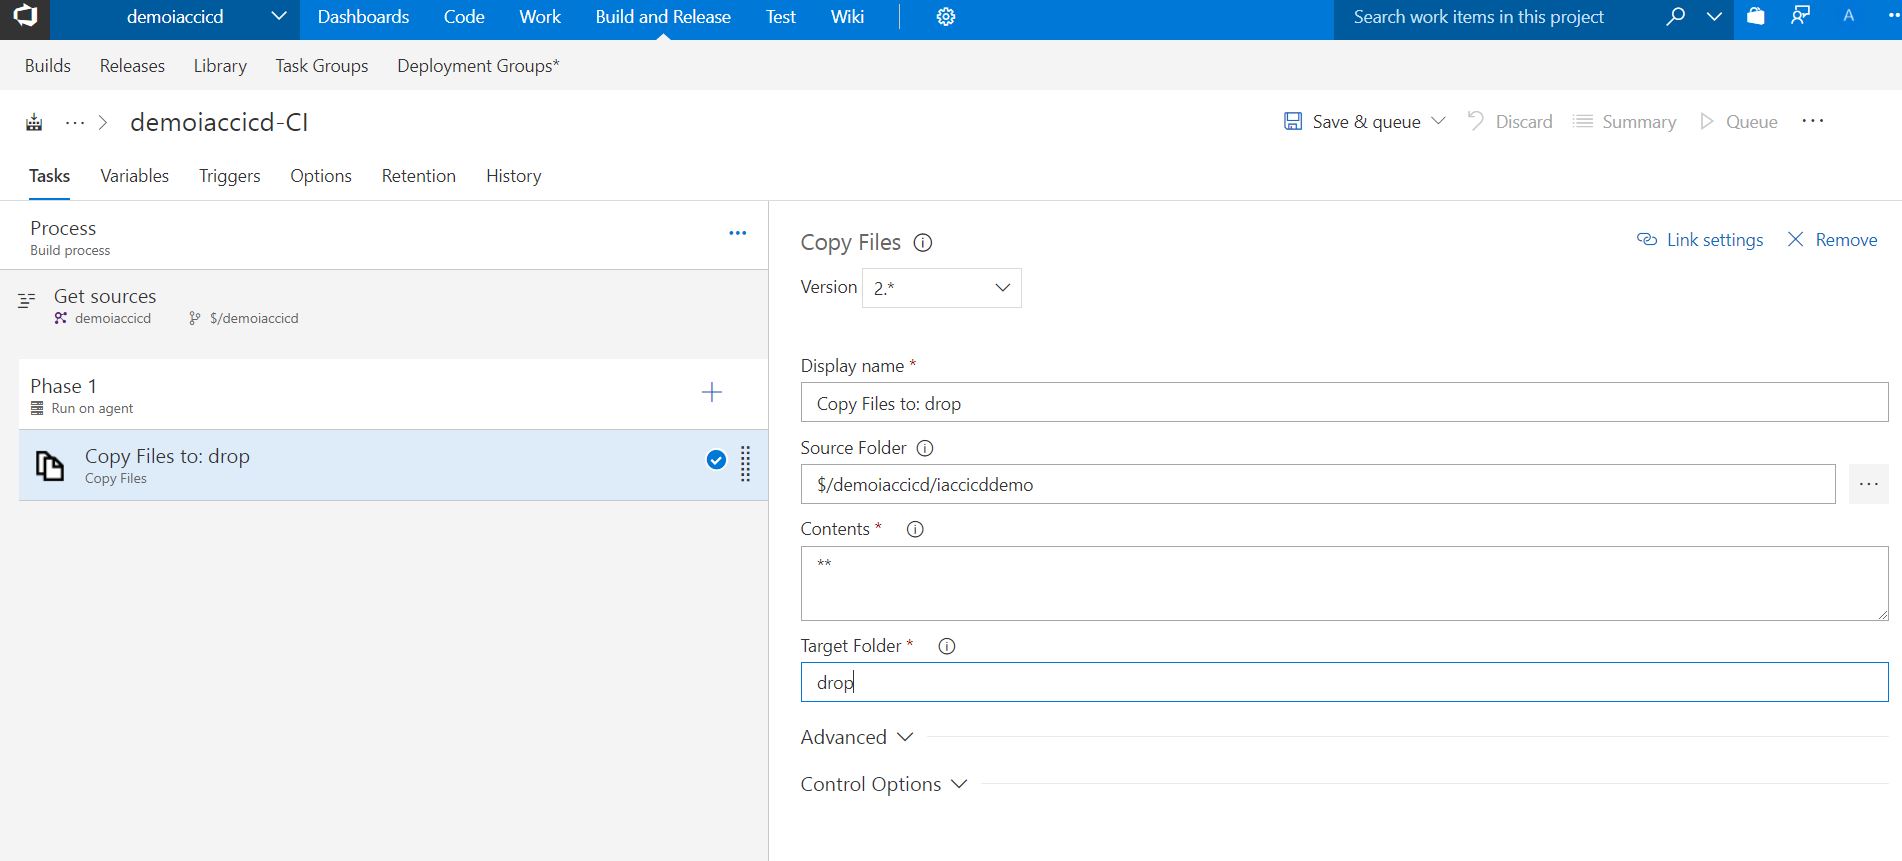 demoiaccicd Dashboards Code Work Build and Release Test Wiki Search work items in this project A
Builds Releases Library Task Groups Deployment Groups*
··· > demoiaccicd-CI Save & queue Discard Summary Queue ···
Tasks Variables Triggers Options Retention History
Process
Build process
···
Get sources
demoiaccicd $/demoiaccicd
Phase 1
Run on agent
+
Copy Files to: drop
Copy Files
Copy Files Link settings Remove
Version 2.*
Display name *
Copy Files to: drop
Source Folder
$/demoiaccicd/iaccicddemo ···
Contents *
**
Target Folder *
drop
Advanced
Control Options